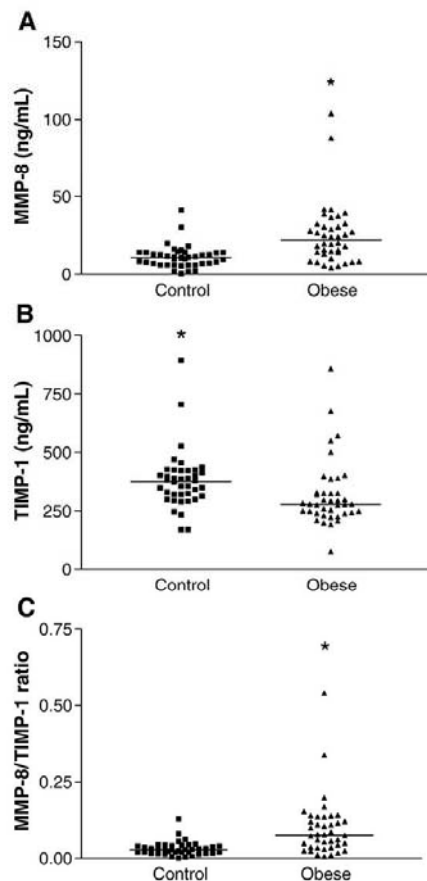 A
MMP-8 (ng/mL)
150
*
100
50
0
Control
Obese
B
TIMP-1 (ng/mL)
1000
*
750
500
250
0
Control
Obese
C
MMP-8/TIMP-1 ratio
0.75
*
0.50
0.25
0.00
Control
Obese